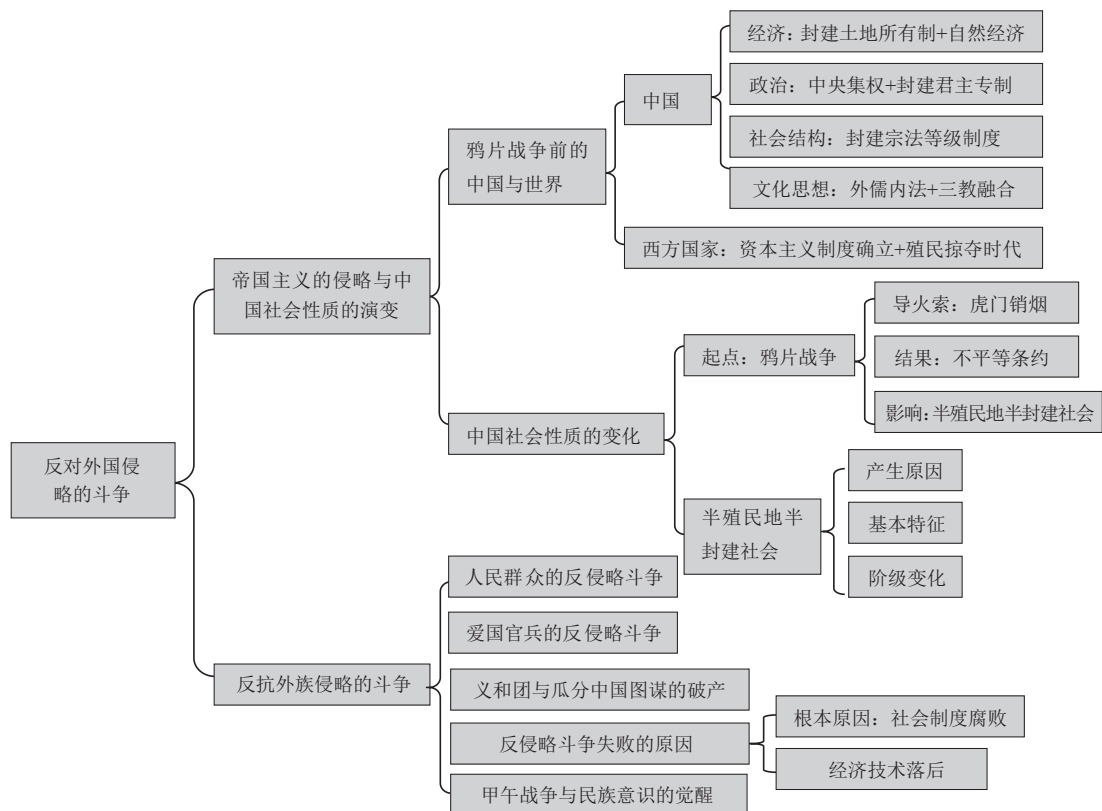 反对外国侵
略的斗争
帝国主义的侵略与中
国社会性质的演变
鸦片战争前的
中国与世界
中国
经济：封建土地所有制+自然经济
政治：中央集权+封建君主专制
社会结构：封建宗法等级制度
文化思想：外儒内法+三教融合
西方国家：资本主义制度确立+殖民掠夺时代
中国社会性质的变化
起点：鸦片战争
导火索：虎门销烟
结果：不平等条约
影响：半殖民地半封建社会
半殖民地半
封建社会
产生原因
基本特征
阶级变化
反抗外族侵略的斗争
人民群众的反侵略斗争
爱国官兵的反侵略斗争
义和团与瓜分中国图谋的破产
反侵略斗争失败的原因
根本原因：社会制度腐败
经济技术落后
甲午战争与民族意识的觉醒